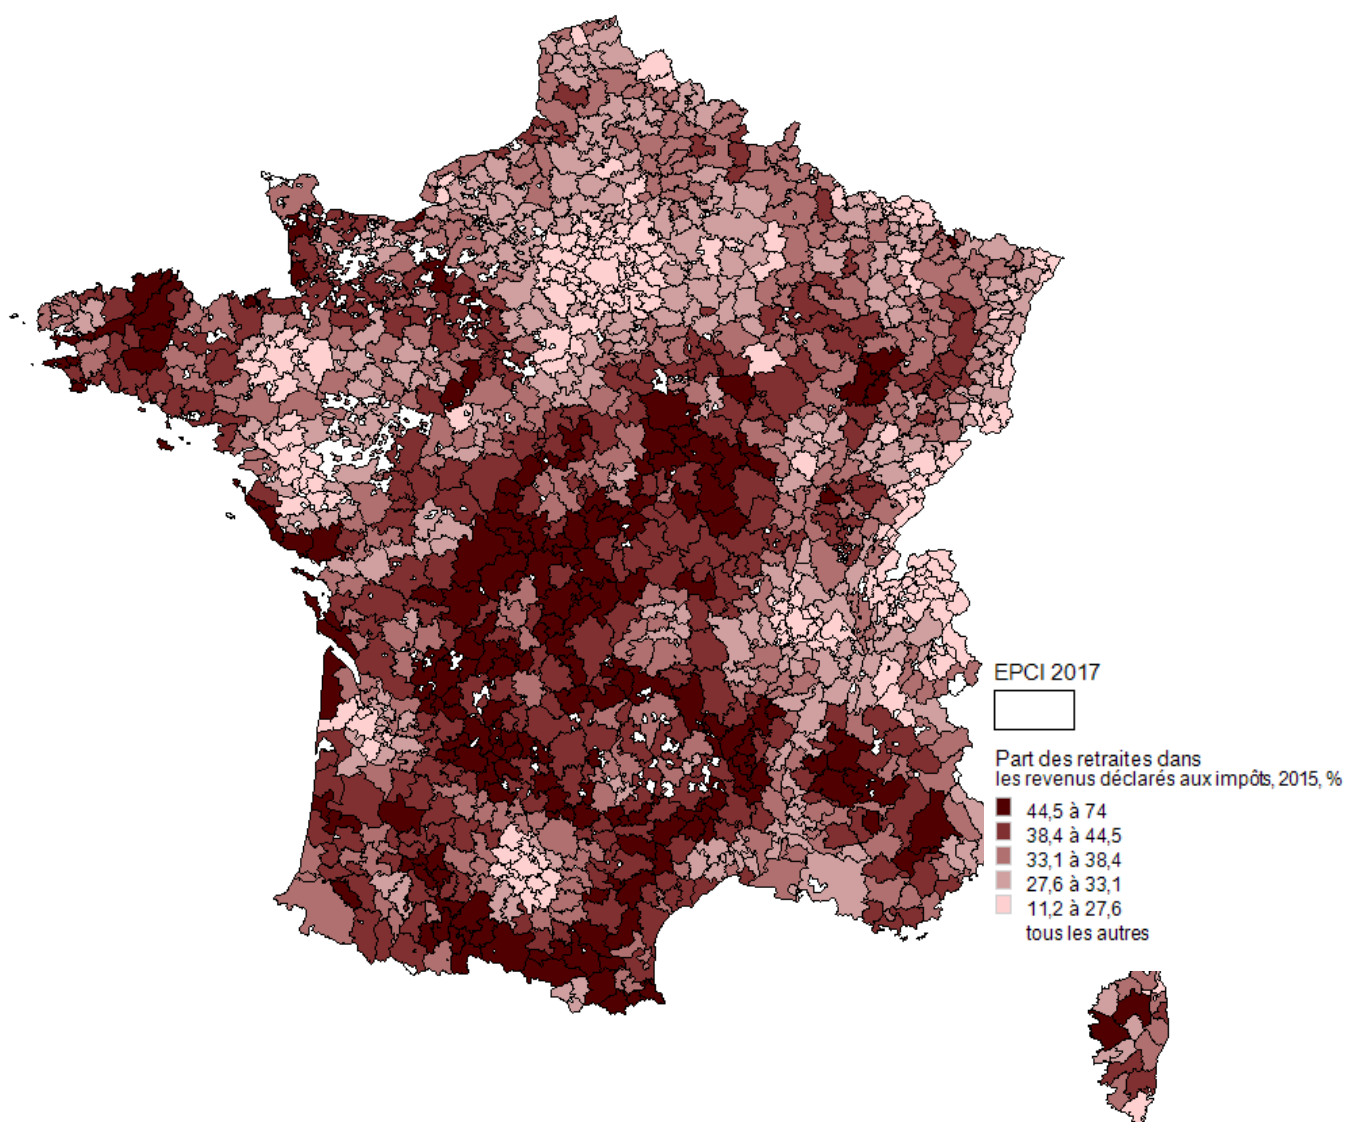 EPCI 2017
Part des retraites dans
les revenus déclarés aux impôts, 2015, %
44,5 à 74
38,4 à 44,5
33,1 à 38,4
27,6 à 33,1
11,2 à 27,6
tous les autres